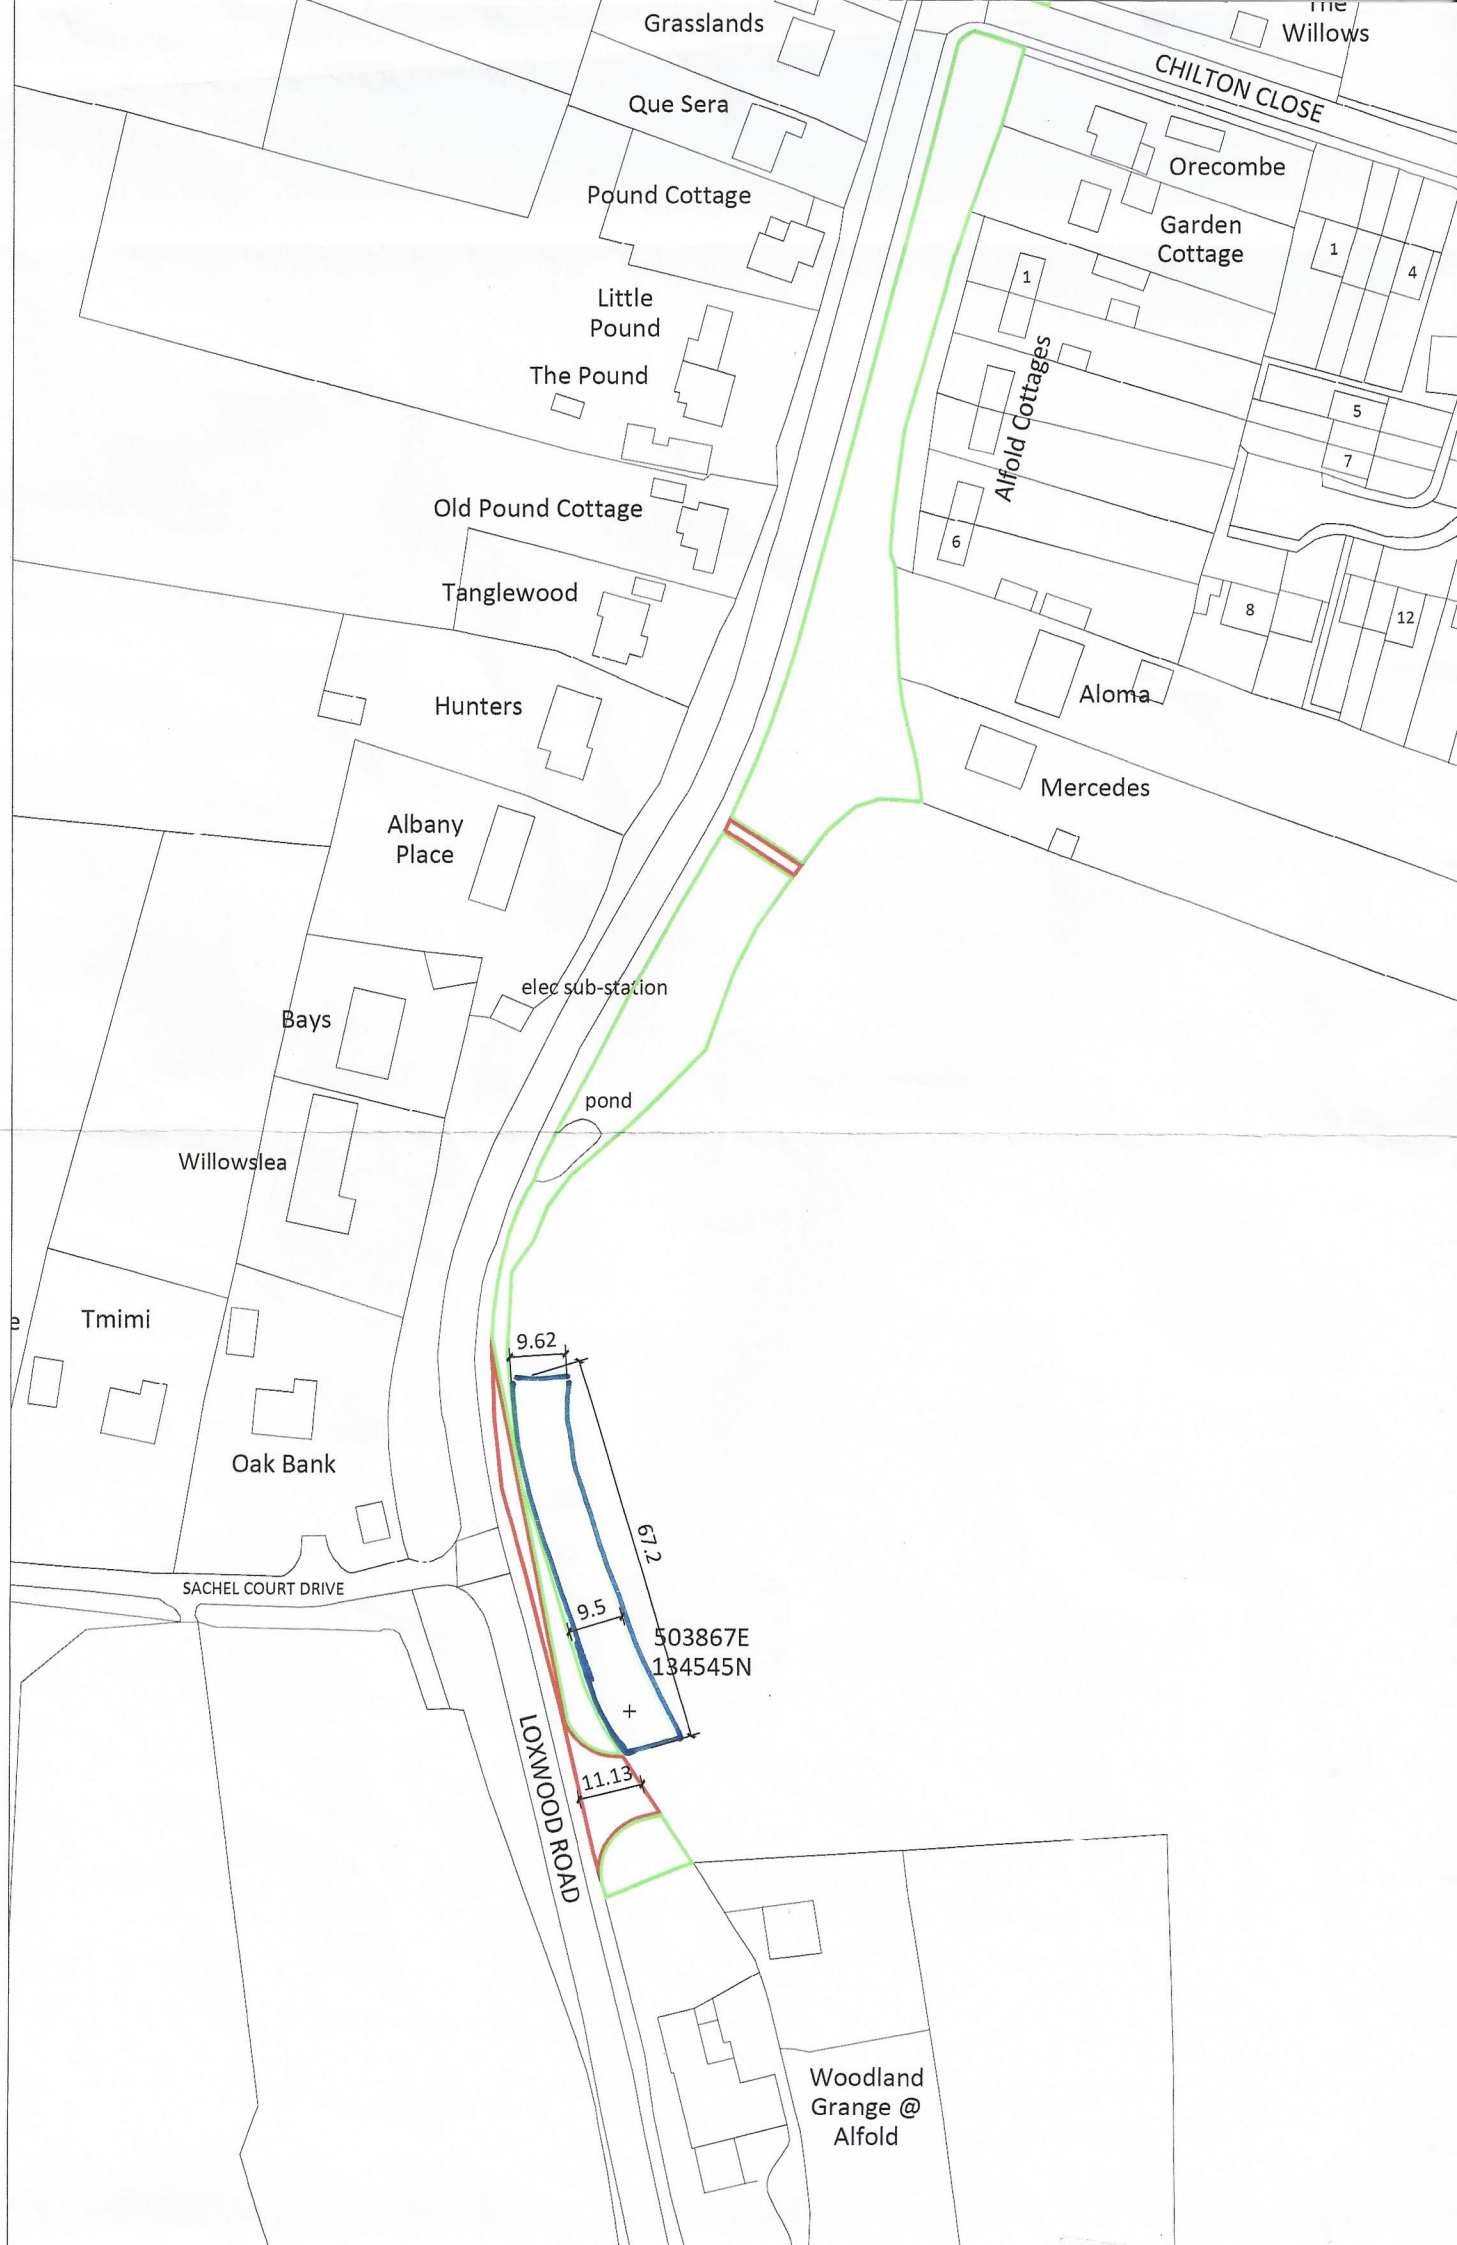 Grasslands
The
Willows
CHILTON CLOSE
Que Sera
Orecombe
Pound Cottage
Garden
Cottage
1
4
1
Little
Pound
The Pound
Alfold Cottages
5
7
Old Pound Cottage
6
Tanglewood
8
12
Hunters
Aloma
Mercedes
Albany
Place
elec sub-station
Bays
pond
Willowslea
e
Tmimi
9.62
Oak Bank
67.2
SACHEL COURT DRIVE
9.5
503867E
134545N
LOXWOOD ROAD
11.13
Woodland
Grange @
Alfold